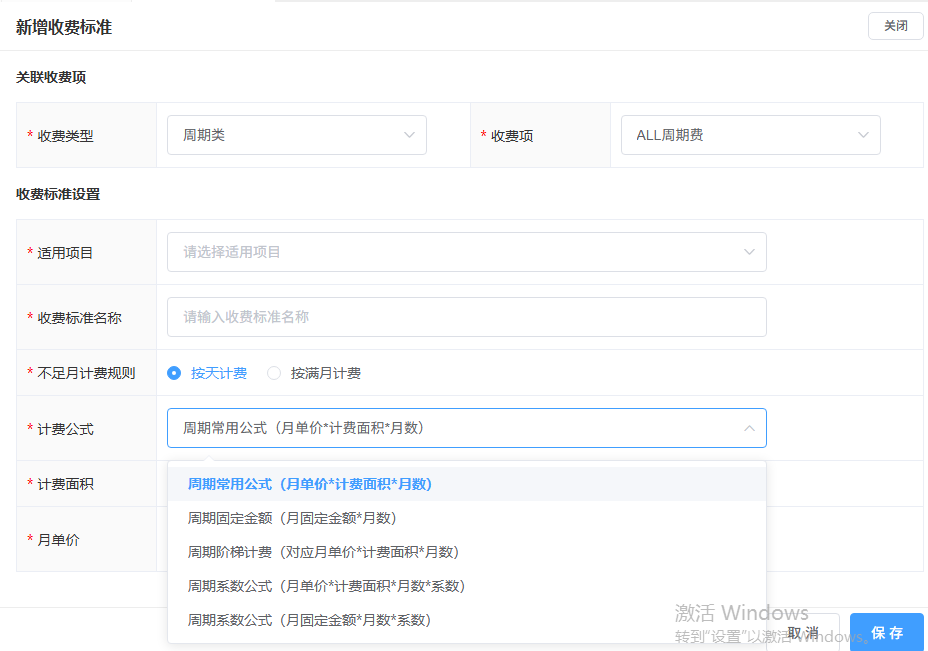 新增收费标准
关闭
关联收费项
* 收费类型
周期类
* 收费项
ALL周期费
收费标准设置
* 适用项目
请选择适用项目
* 收费标准名称
请输入收费标准名称
* 不足月计费规则
按天计费
按满月计费
* 计费公式
周期常用公式（月单价*计费面积*月数）
* 计费面积
周期常用公式（月单价*计费面积*月数）
周期固定金额（月固定金额*月数）
* 月单价
周期阶梯计费（对应月单价*计费面积*月数）
周期系数公式（月单价*计费面积*月数*系数）
周期系数公式（月固定金额*月数*系数）
激活 Windows
转到"设置"以激活 Windows。
取 消
保 存